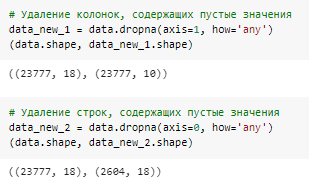 # Удаление колонок, содержащих пустые значения
data_new_1 = data.dropna(axis=1, how='any')
(data.shape, data_new_1.shape)
((23777, 18), (23777, 10))
# Удаление строк, содержащих пустые значения
data_new_2 = data.dropna(axis=0, how='any')
(data.shape, data_new_2.shape)
((23777, 18), (2604, 18))